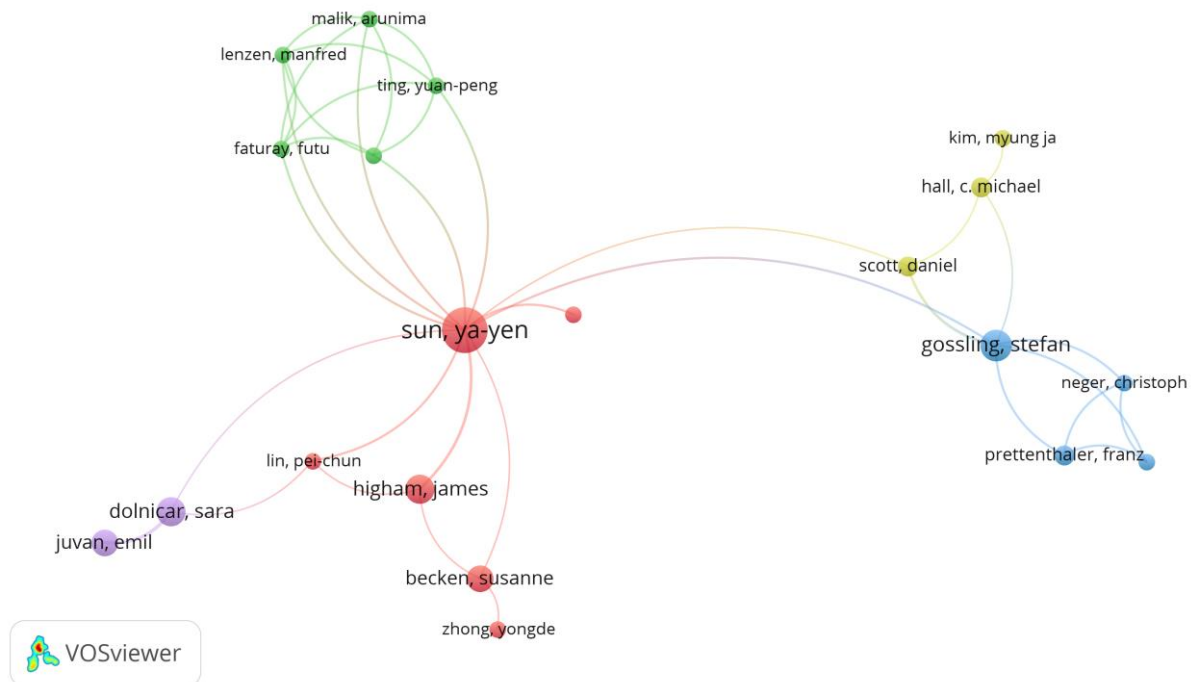 malik, arunima
lenzen, manfred
ting, yuan-peng
faturay, futu
kim, myung ja
hall, c. michael
scott, daniel
sun, ya-yen
gossling, stefan
neger, christoph
prettenthaler, franz
lin, pei-chun
higham, james
dolnicar, sara
juvan, emil
becken, susanne
zhong, yongde
VOSviewer